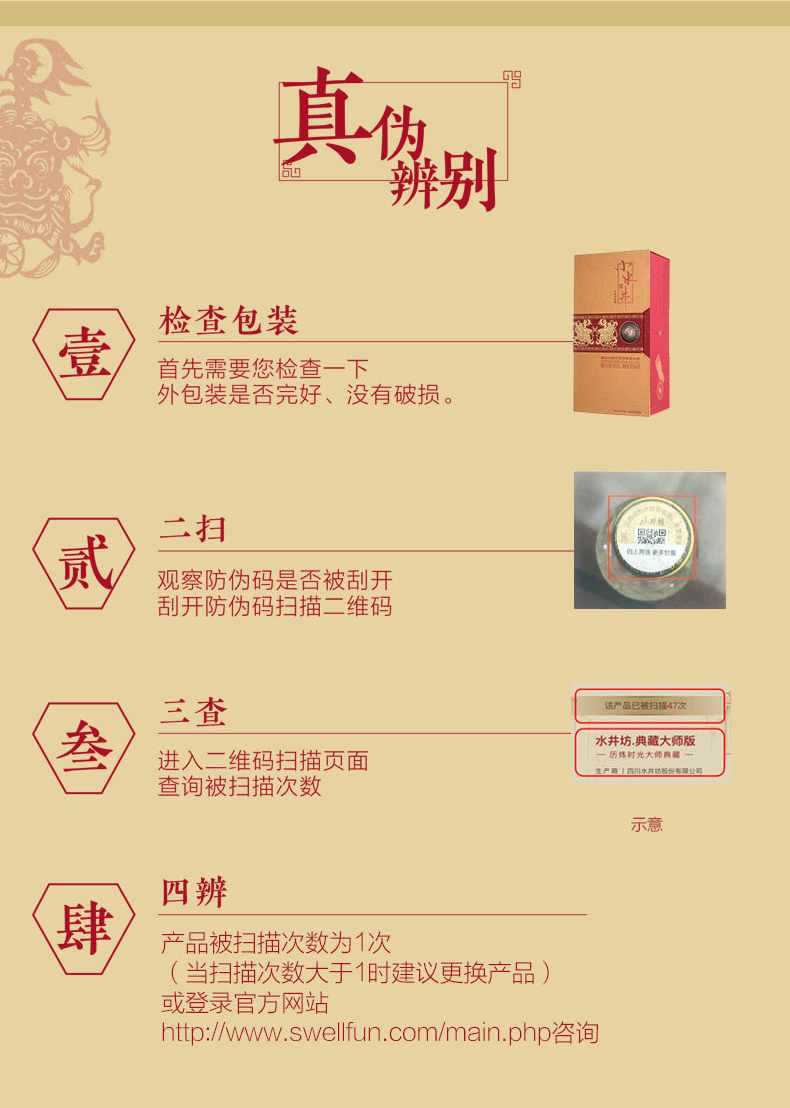 真伪辨别
壹
检查包装
首先需要您检查一下
外包装是否完好、没有破损。
小水井
贰
二扫
观察防伪码是否被刮开
刮开防伪码扫描二维码
码上溯源 更多惊喜
叁
三查
进入二维码扫描页面
查询被扫描次数
该产品已被扫描47次
水井坊.典藏大师版
— 历炼时光大师典藏 —
生产商 | 四川水井坊股份有限公司
示意
肆
四辨
产品被扫描次数为1次
（当扫描次数大于1时建议更换产品）
或登录官方网站
http://www.swellfun.com/main.php咨询